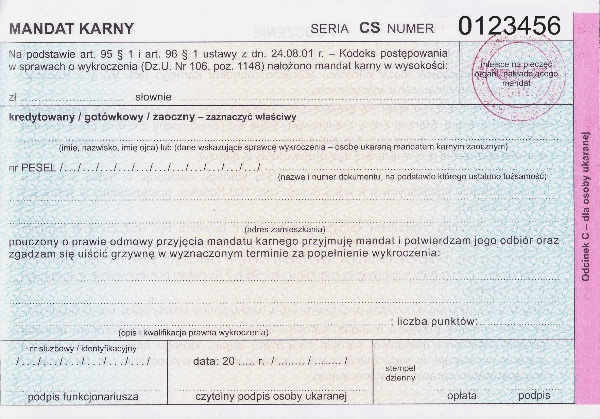 MANDAT KARNY SERIA CS NUMER 0123456
Na podstawie art. 95 § 1 i art. 96 § 1 ustawy z dn. 24.08.01 r. – Kodeks postępowania
w sprawach o wykroczenia (Dz.U. Nr 106, poz. 1148) nałożono mandat karny w wysokości:
miejsce na pieczęć
organu nakładającego
mandat
zł ........................... słownie
kredytowany / gotówkowy / zaoczny – zaznaczyć właściwy
(imię, nazwisko, imię ojca) lub (dane wskazujące sprawcę wykroczenia – osobę ukaraną mandatem karnym zaocznym)
nr PESEL /.../.../.../.../.../.../.../.../.../.../.../
(nazwa i numer dokumentu, na podstawie którego ustalono tożsamość)
(adres zamieszkania)
pouczony o prawie odmowy przyjęcia mandatu karnego przyjmuję mandat i potwierdzam jego odbiór oraz
zgadzam się uiścić grzywnę w wyznaczonym terminie za popełnienie wykroczenia:
: liczba punktów: ....................
(opis i kwalifikacja prawna wykroczenia)
nr służbowy / identyfikacyjny
/.../.../.../.../.../.../.../
podpis funkcjonariusza
data: 20 ..... r. / ........ / ........ /
czytelny podpis osoby ukaranej
stempel
dzienny
opłata podpis
Odcinek C – dla osoby ukaranej